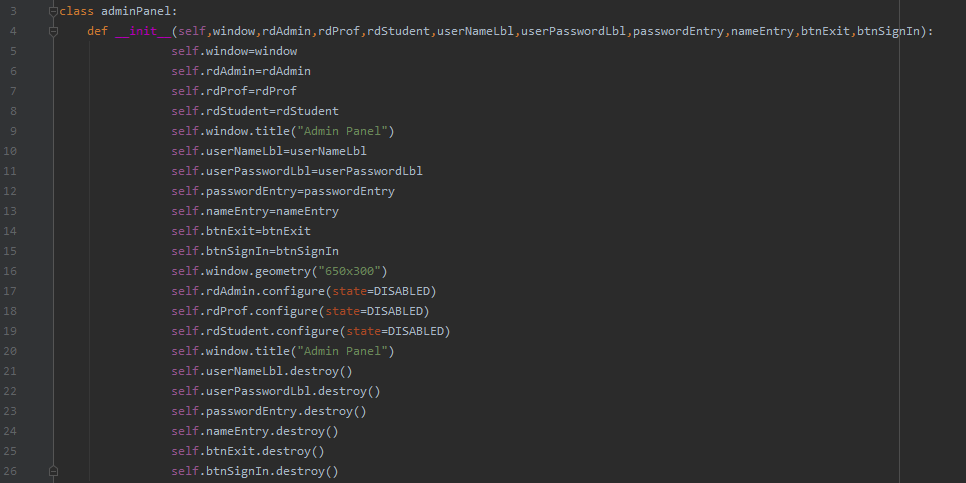 3 class adminPanel:
4     def __init__(self,window,rdAdmin,rdProf,rdStudent,userNameLbl,userPasswordLbl,passwordEntry,nameEntry,btnExit,btnSignIn):
5                 self.window=window
6                 self.rdAdmin=rdAdmin
7                 self.rdProf=rdProf
8                 self.rdStudent=rdStudent
9                 self.window.title("Admin Panel")
10                 self.userNameLbl=userNameLbl
11                 self.userPasswordLbl=userPasswordLbl
12                 self.passwordEntry=passwordEntry
13                 self.nameEntry=nameEntry
14                 self.btnExit=btnExit
15                 self.btnSignIn=btnSignIn
16                 self.window.geometry("650x300")
17                 self.rdAdmin.configure(state=DISABLED)
18                 self.rdProf.configure(state=DISABLED)
19                 self.rdStudent.configure(state=DISABLED)
20                 self.window.title("Admin Panel")
21                 self.userNameLbl.destroy()
22                 self.userPasswordLbl.destroy()
23                 self.passwordEntry.destroy()
24                 self.nameEntry.destroy()
25                 self.btnExit.destroy()
26                 self.btnSignIn.destroy()